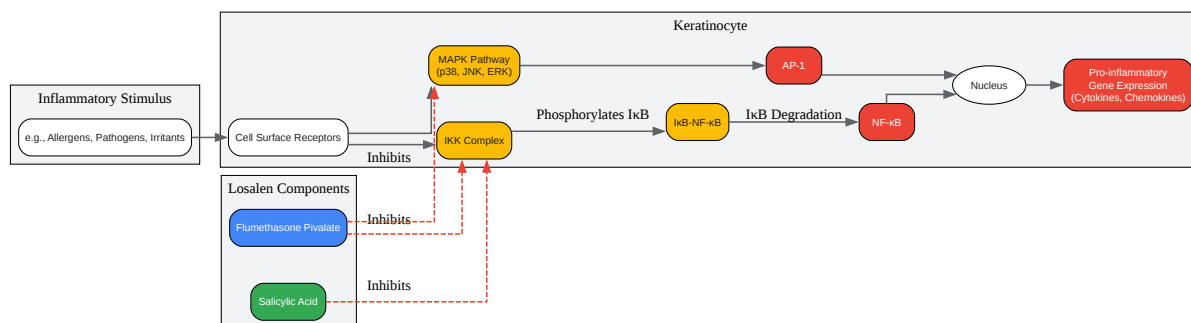 Keratinocyte
MAPK Pathway
(p38, JNK, ERK)
AP-1
Nucleus
Pro-inflammatory
Gene Expression
(Cytokines, Chemokines)
Inflammatory Stimulus
e.g., Allergens, Pathogens, Irritants
Cell Surface Receptors
IKK Complex
Phosphorylates IκB
IκB-NF-κB
IκB Degradation
NF-κB
Inhibits
Losalen Components
Flumethasone Pivalate
Inhibits
Salicylic Acid
Inhibits